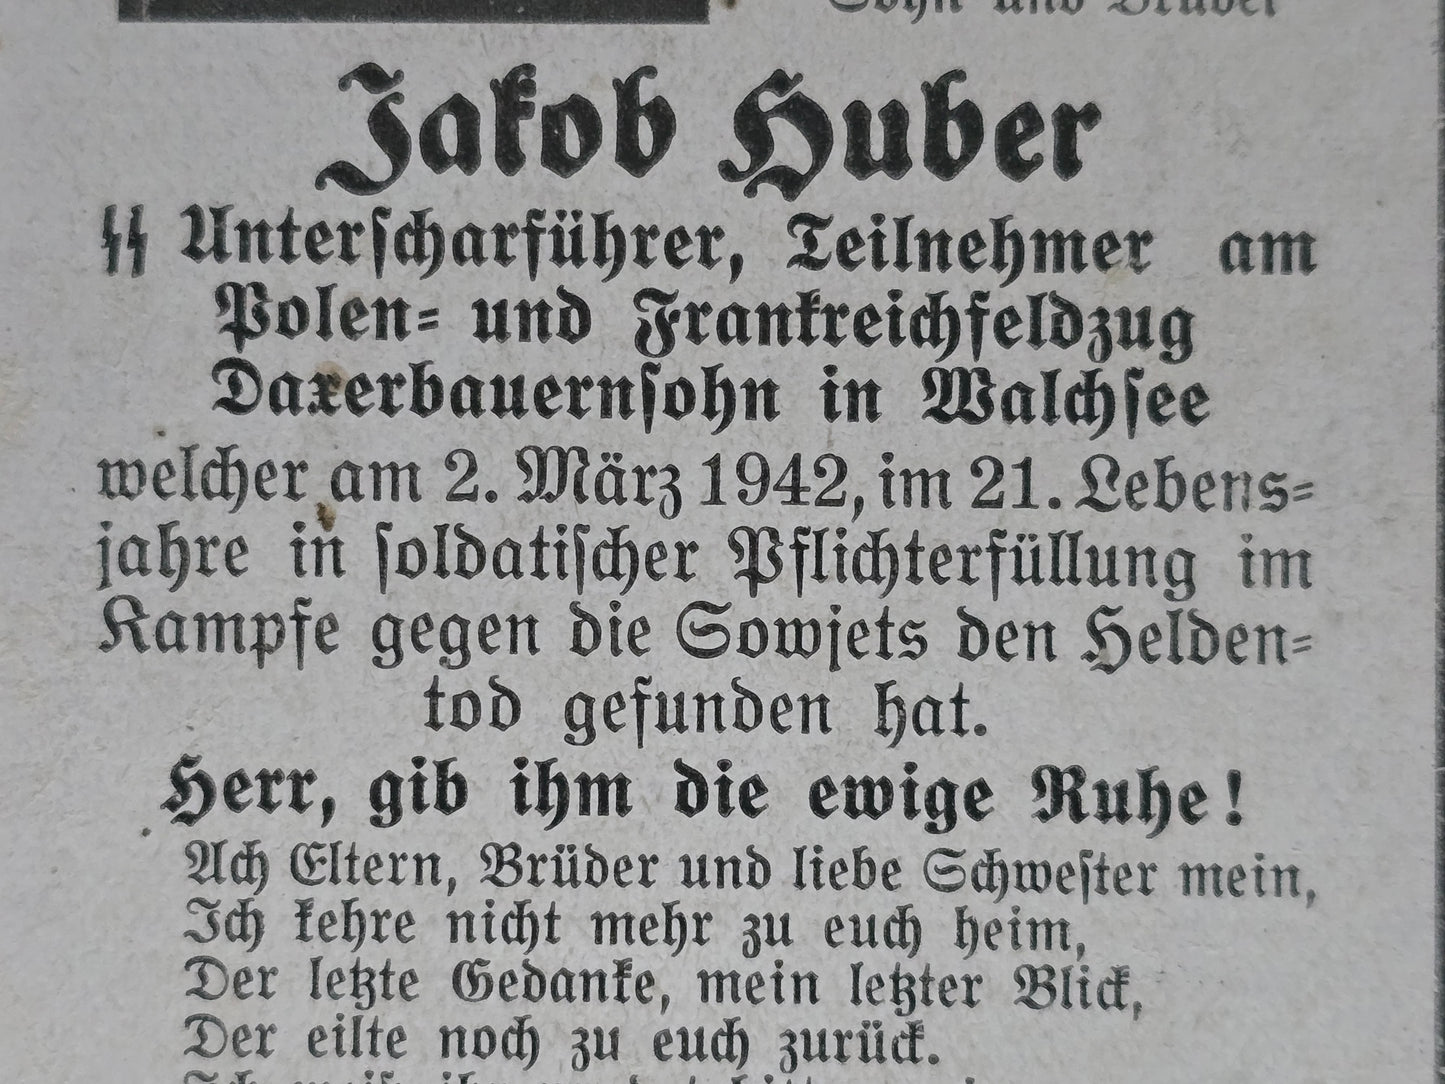 Sohn und Bruder
Jakob Huber
ᛋᛋ Unterscharführer, Teilnehmer am
Polen- und Frankreichfeldzug
Daxerbauernsohn in Walchsee
welcher am 2. März 1942, im 21. Lebens-
jahre in soldatischer Pflichterfüllung im
Kampfe gegen die Sowjets den Helden-
tod gefunden hat.
Herr, gib ihm die ewige Ruhe!
Ach Eltern, Brüder und liebe Schwester mein,
Ich kehre nicht mehr zu euch heim,
Der letzte Gedanke, mein letzter Blick,
Der eilte noch zu euch zurück.